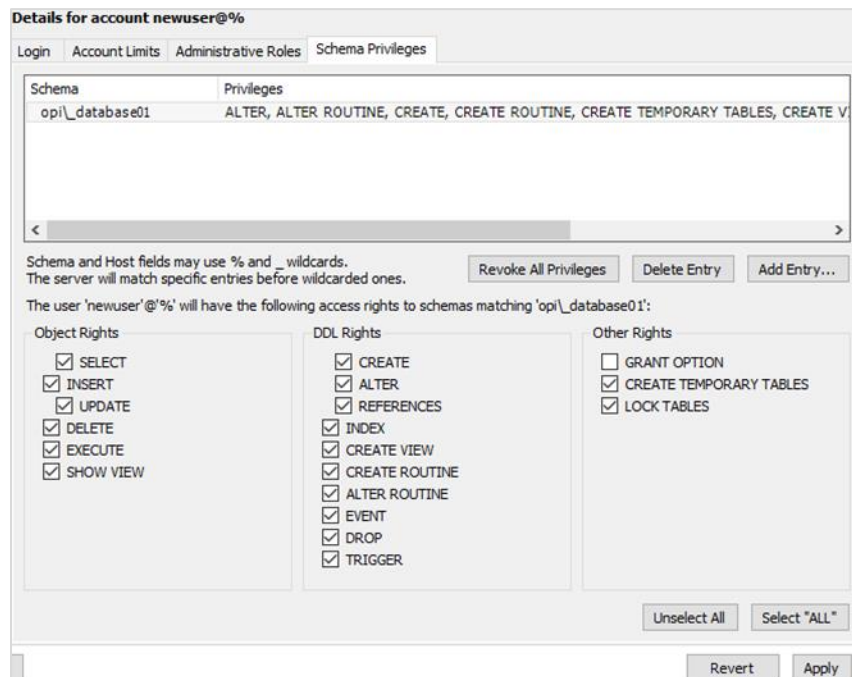 Details for account newuser@%
Login Account Limits Administrative Roles Schema Privileges
Schema Privileges
opi\_database01 ALTER, ALTER ROUTINE, CREATE, CREATE ROUTINE, CREATE TEMPORARY TABLES, CREATE V
Schema and Host fields may use % and _ wildcards.
The server will match specific entries before wildcarded ones.
Revoke All Privileges Delete Entry Add Entry...
The user 'newuser'@'%' will have the following access rights to schemas matching 'opi\_database01':
Object Rights
SELECT
INSERT
UPDATE
DELETE
EXECUTE
SHOW VIEW
DDL Rights
CREATE
ALTER
REFERENCES
INDEX
CREATE VIEW
CREATE ROUTINE
ALTER ROUTINE
EVENT
DROP
TRIGGER
Other Rights
GRANT OPTION
CREATE TEMPORARY TABLES
LOCK TABLES
Unselect All Select "ALL"
Revert Apply